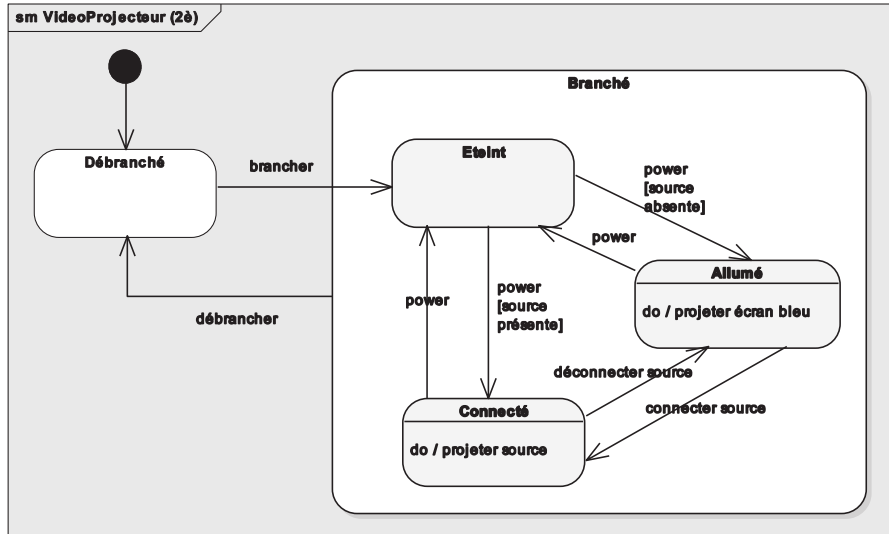 sm VideoProjecteur (2è)
Branché
Débranché
brancher
Eteint
power
[source
absente]
power
Allumé
do / projeter écran bleu
power
power
[source
présente]
débrancher
déconnecter source
connecter source
Connecté
do / projeter source